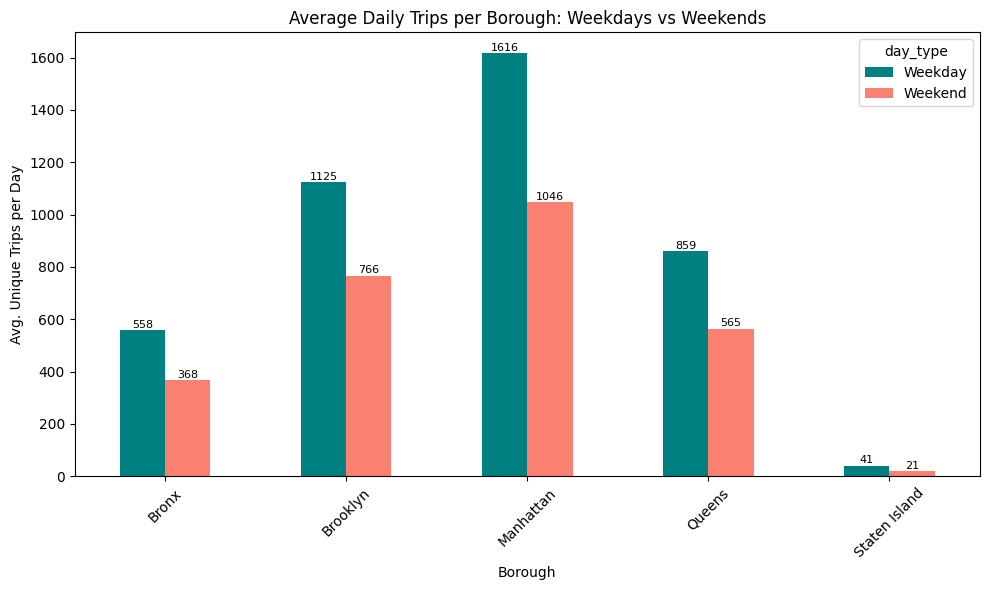 Average Daily Trips per Borough: Weekdays vs Weekends
day_type
Weekday
Weekend
Avg. Unique Trips per Day
1600
1400
1200
1000
800
600
400
200
0
558
368
1125
766
1616
1046
859
565
41
21
Bronx
Brooklyn
Manhattan
Queens
Staten Island
Borough